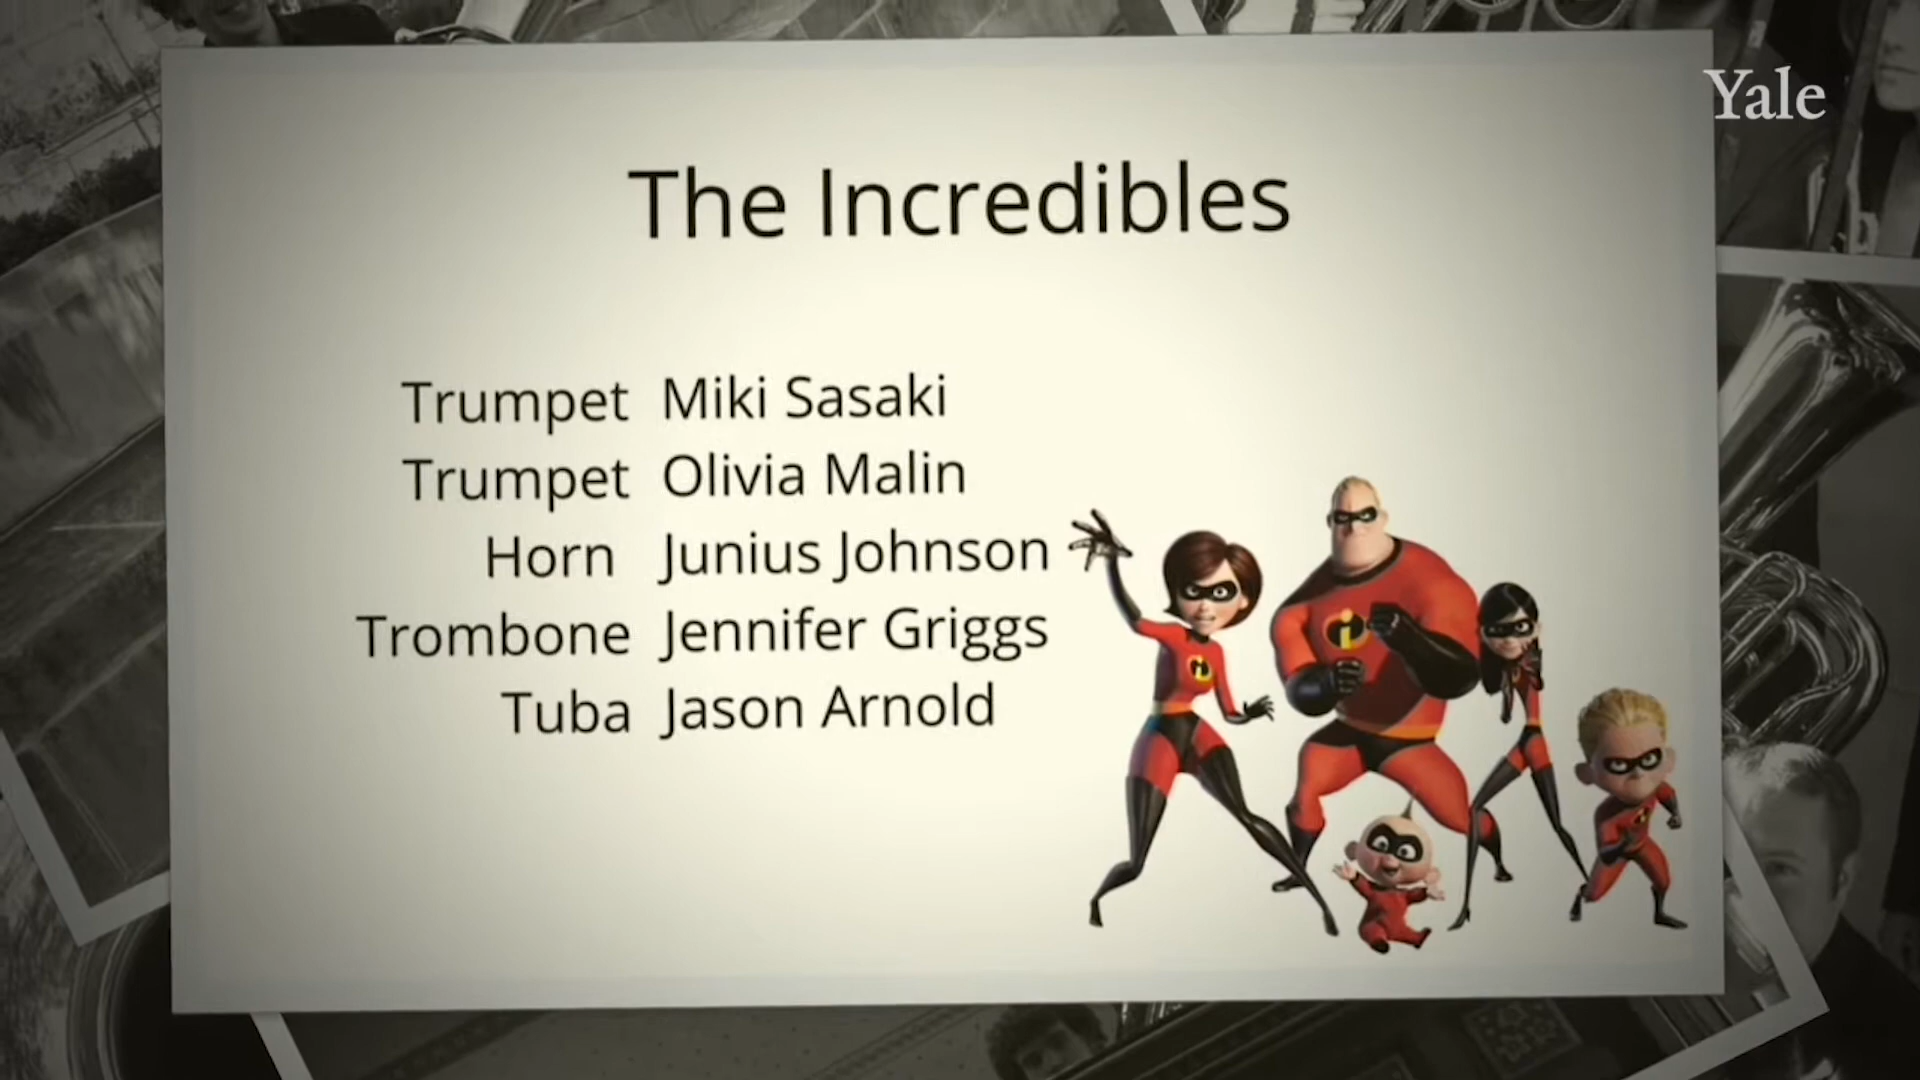 Yale
The Incredibles
Trumpet Miki Sasaki
Trumpet Olivia Malin
Horn Junius Johnson
Trombone Jennifer Griggs
Tuba Jason Arnold